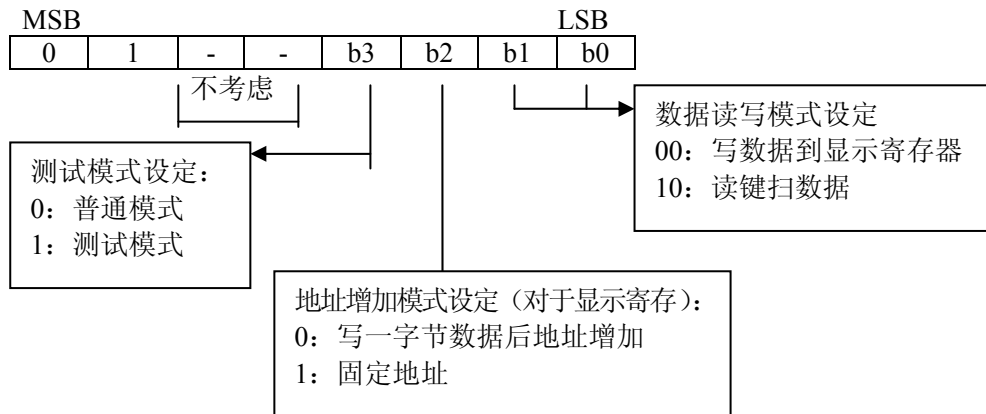 MSB LSB
0 1 - - b3 b2 b1 b0
不考虑
数据读写模式设定
00：写数据到显示寄存器
10：读键扫数据
测试模式设定：
0：普通模式
1：测试模式
地址增加模式设定（对于显示寄存）：
0：写一字节数据后地址增加
1：固定地址